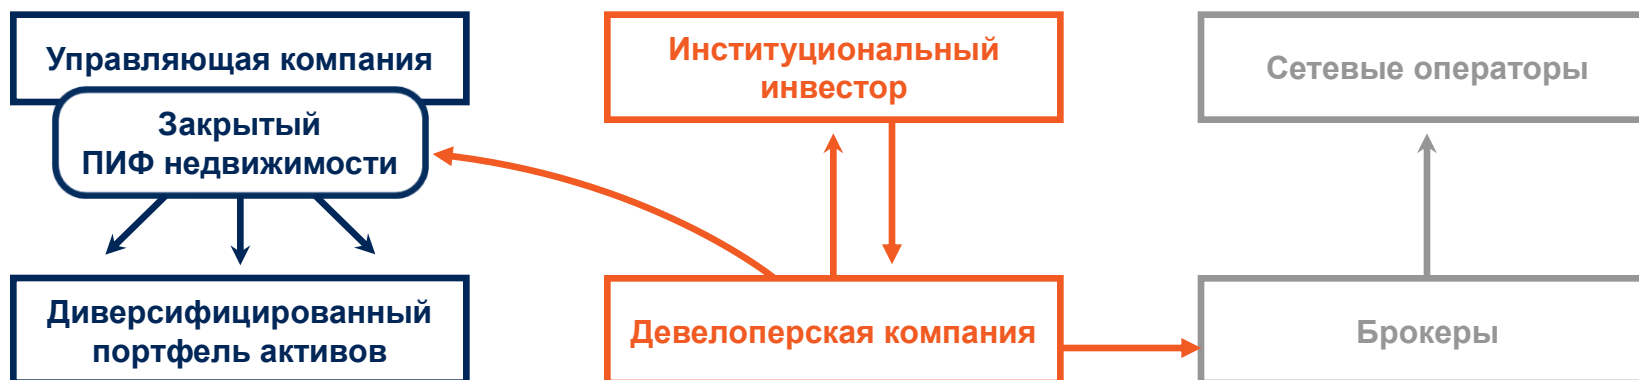 Управляющая компания
Закрытый
ПИФ недвижимости
Диверсифицированный
портфель активов
Институциональный
инвестор
Девелоперская компания
Сетевые операторы
Брокеры